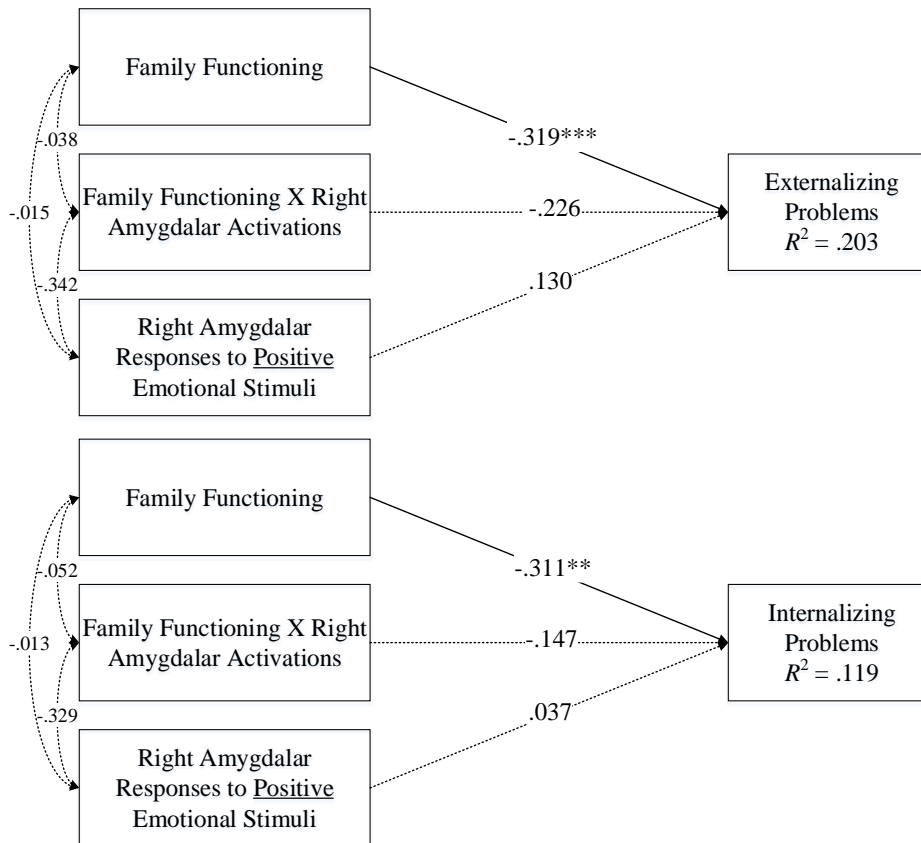 Family Functioning
-.038
-.319***
Family Functioning X Right
Amygdalar Activations
-.015
-.226
Externalizing
Problems
R² = .203
-.342
.130
Right Amygdalar
Responses to Positive
Emotional Stimuli
Family Functioning
-.052
-.311**
Family Functioning X Right
Amygdalar Activations
-.013
-.147
Internalizing
Problems
R² = .119
-.329
.037
Right Amygdalar
Responses to Positive
Emotional Stimuli